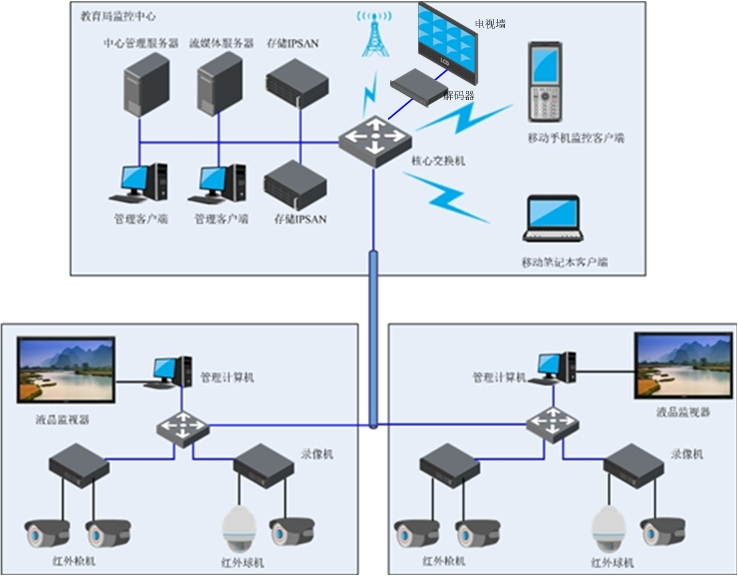 教育局监控中心
中心管理服务器
流媒体服务器
存储IPSAN
电视墙
LCD
解码器
移动手机监控客户端
核心交换机
管理客户端
管理客户端
存储IPSAN
移动笔记本客户端
管理计算机
液晶监视器
录像机
红外枪机
红外球机
管理计算机
液晶监视器
录像机
红外枪机
红外球机